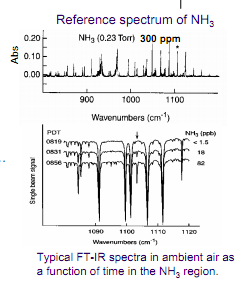 Reference spectrum of NH3
NH3 (0.23 Torr) 300 ppm
Abs
0.20
0.10
0.00
900 1000 1100
Wavenumbers (cm-1)
PDT NH3 (ppb)
0819 < 1.5
0831 18
0856 82
Single beam signal
1090 1100 1110 1120
Wavenumbers (cm-1)
Typical FT-IR spectra in ambient air as
a function of time in the NH3 region.